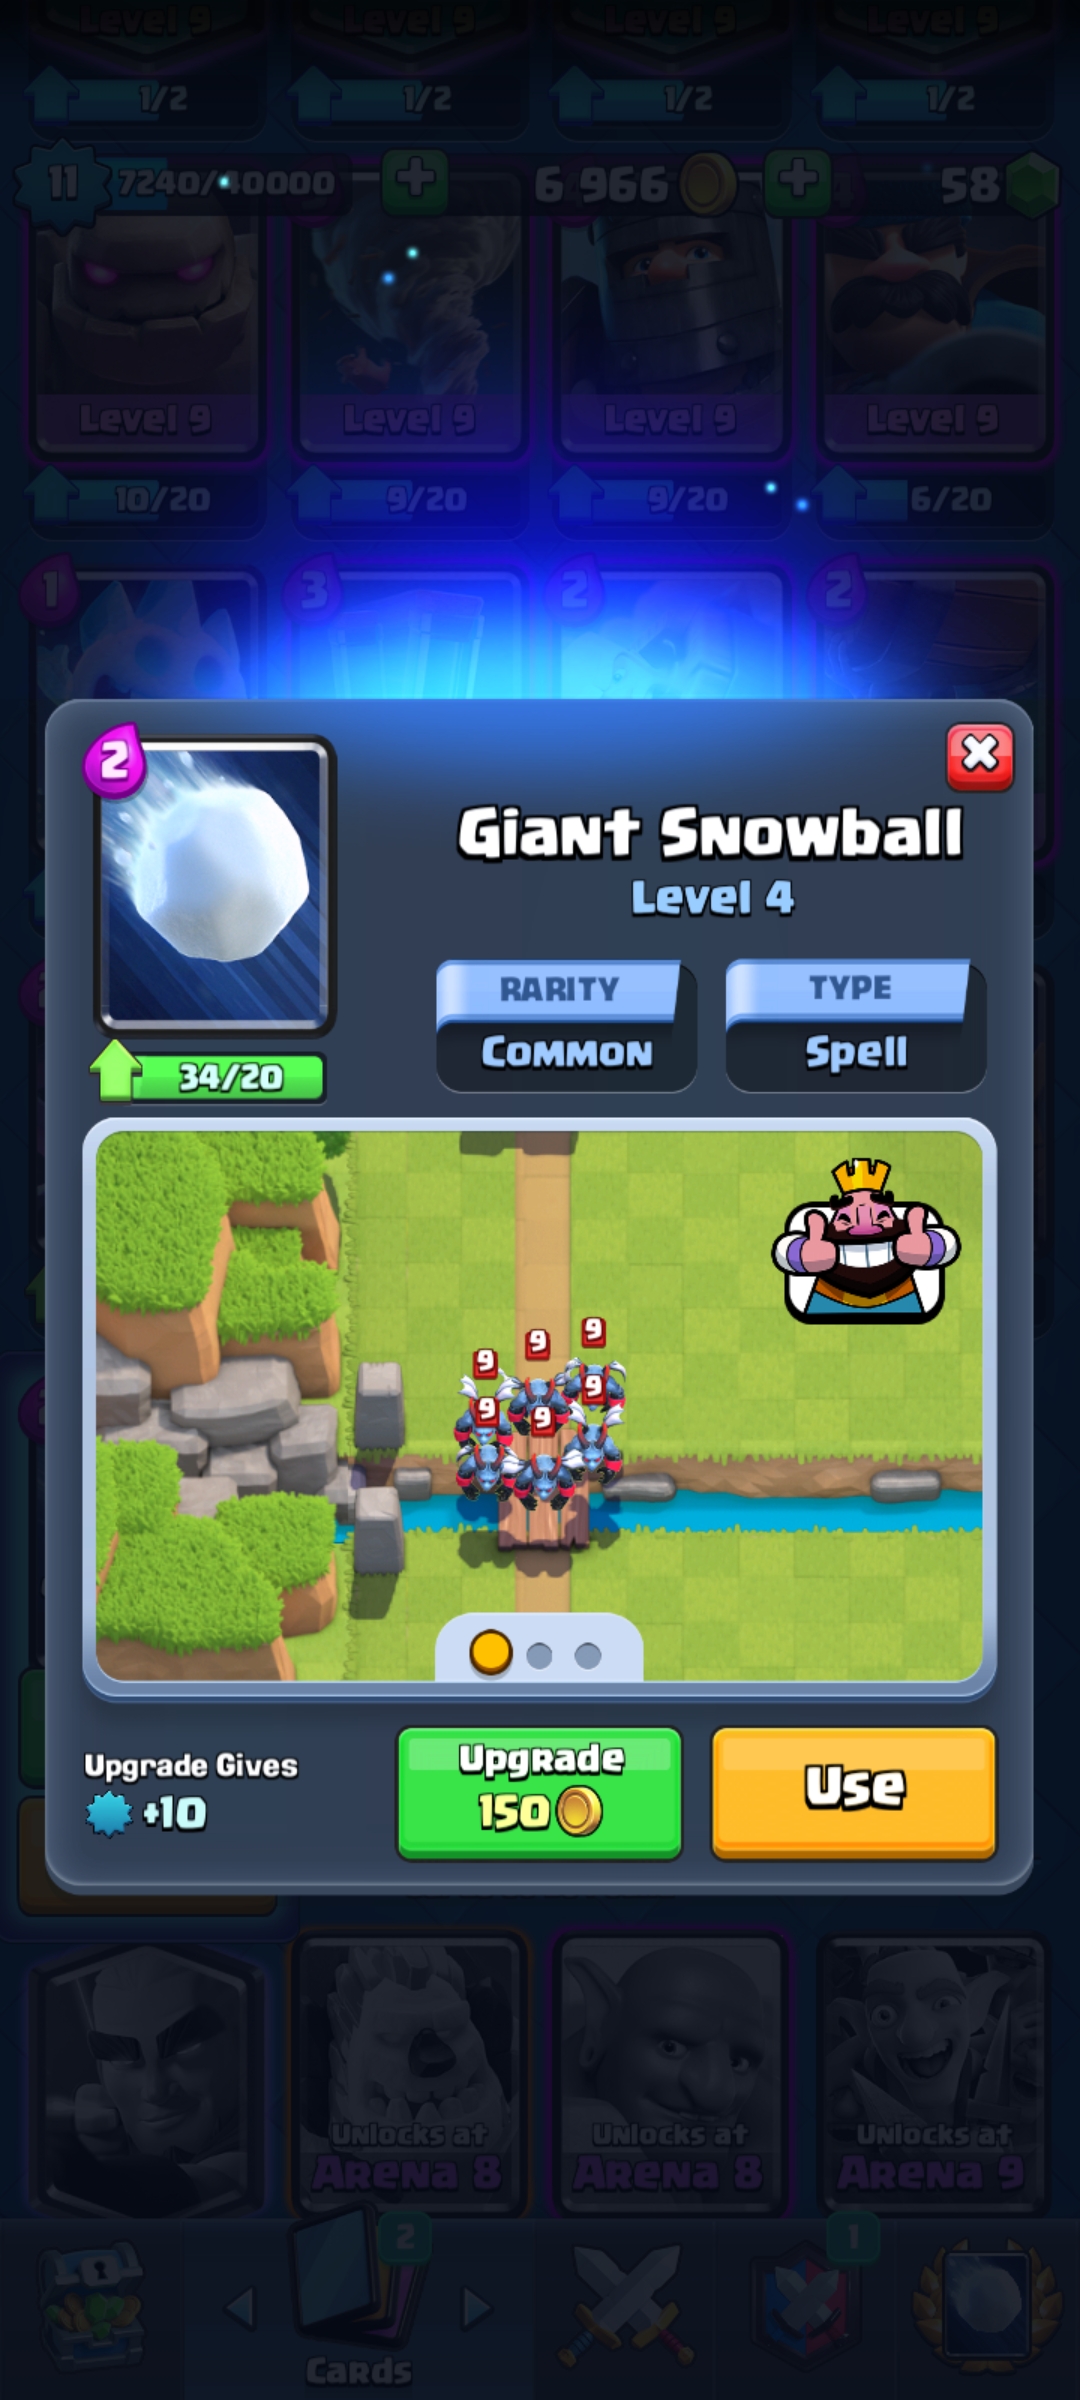 Level 9 Level 9 Level 9 Level 9
1/2 1/2 1/2 1/2
11 7240/40000 6 966 58
Level 9 Level 9 Level 9 Level 9
10/20 9/20 9/20 6/20
1 3 2 2
2
Giant Snowball
Level 4
RARITY TYPE
Common Spell
34/20
9 9 9
9 9 9
Upgrade Gives
+10
Upgrade
150
Use
Unlocks at Unlocks at Unlocks at
Arena 8 Arena 8 Arena 9
2 1
Cards